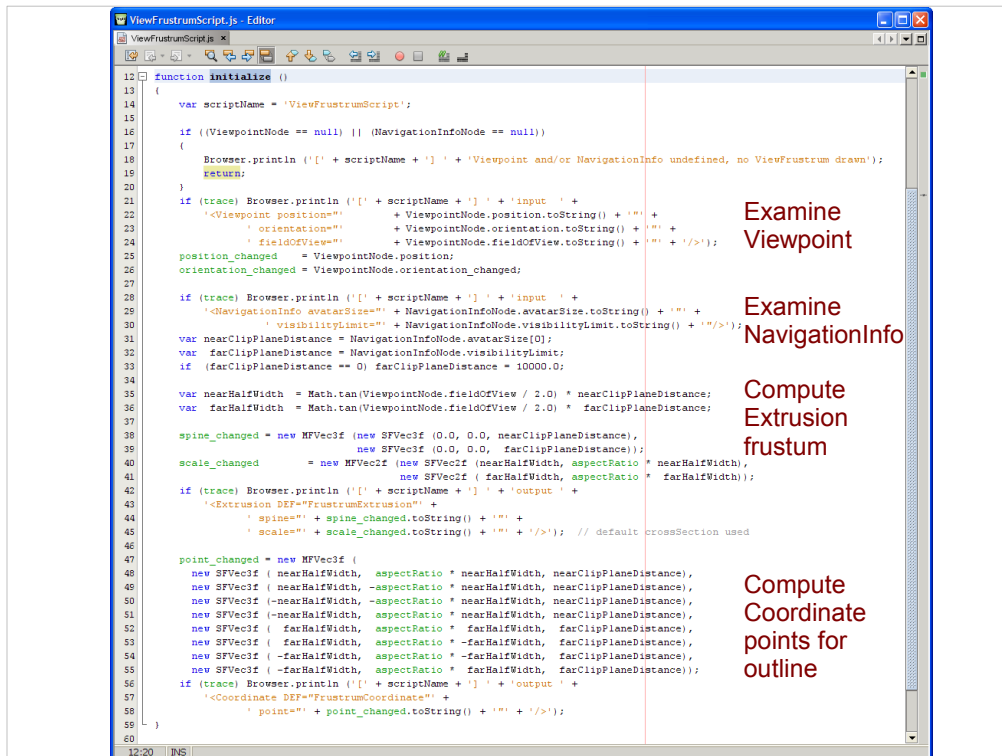 ViewFrustrumScript.js - Editor
ViewFrustrumScript.js ×
12 function initialize ()
13 {
14 var scriptName = 'ViewFrustrumScript';
15
16 if ((ViewpointNode == null) || (NavigationInfoNode == null))
17 {
18 Browser.println ('[' + scriptName + '] ' + 'Viewpoint and/or NavigationInfo undefined, no ViewFrustrum drawn');
19 return;
20 }
21 if (trace) Browser.println ('[' + scriptName + '] ' + 'input ' +
22 '<Viewpoint position="' + ViewpointNode.position.toString() + '"' +
23 ' orientation="' + ViewpointNode.orientation.toString() + '"' +
24 ' fieldOfView="' + ViewpointNode.fieldOfView.toString() + '"' + '/>');
25 position_changed = ViewpointNode.position;
26 orientation_changed = ViewpointNode.orientation_changed;
27
28 if (trace) Browser.println ('[' + scriptName + '] ' + 'input ' +
29 '<NavigationInfo avatarSize="' + NavigationInfoNode.avatarSize.toString() + '"' +
30 ' visibilityLimit="' + NavigationInfoNode.visibilityLimit.toString() + '"/>');
31 var nearClipPlaneDistance = NavigationInfoNode.avatarSize[0];
32 var farClipPlaneDistance = NavigationInfoNode.visibilityLimit;
33 if (farClipPlaneDistance == 0) farClipPlaneDistance = 10000.0;
34
35 var nearHalfWidth = Math.tan(ViewpointNode.fieldOfView / 2.0) * nearClipPlaneDistance;
36 var farHalfWidth = Math.tan(ViewpointNode.fieldOfView / 2.0) * farClipPlaneDistance;
37
38 spine_changed = new MFVec3f (new SFVec3f (0.0, 0.0, nearClipPlaneDistance),
39 new SFVec3f (0.0, 0.0, farClipPlaneDistance));
40 scale_changed = new MFVec2f (new SFVec2f (nearHalfWidth, aspectRatio * nearHalfWidth),
41 new SFVec2f ( farHalfWidth, aspectRatio * farHalfWidth));
42 if (trace) Browser.println ('[' + scriptName + '] ' + 'output ' +
43 '<Extrusion DEF="FrustrumExtrusion"' +
44 ' spine="' + spine_changed.toString() + '"' +
45 ' scale="' + scale_changed.toString() + '"' + '/>'); // default crossSection used
46
47 point_changed = new MFVec3f (
48 new SFVec3f ( nearHalfWidth, aspectRatio * nearHalfWidth, nearClipPlaneDistance),
49 new SFVec3f ( nearHalfWidth, -aspectRatio * nearHalfWidth, nearClipPlaneDistance),
50 new SFVec3f (-nearHalfWidth, -aspectRatio * nearHalfWidth, nearClipPlaneDistance),
51 new SFVec3f (-nearHalfWidth, aspectRatio * nearHalfWidth, nearClipPlaneDistance),
52 new SFVec3f ( farHalfWidth, aspectRatio * farHalfWidth, farClipPlaneDistance),
53 new SFVec3f ( farHalfWidth, aspectRatio * -farHalfWidth, farClipPlaneDistance),
54 new SFVec3f ( -farHalfWidth, aspectRatio * -farHalfWidth, farClipPlaneDistance),
55 new SFVec3f ( -farHalfWidth, aspectRatio * farHalfWidth, farClipPlaneDistance));
56 if (trace) Browser.println ('[' + scriptName + '] ' + 'output ' +
57 '<Coordinate DEF="FrustrumCoordinate"' +
58 ' point="' + point_changed.toString() + '"' + '/>');
59 }
60
12:20 INS
Examine
Viewpoint
Examine
NavigationInfo
Compute
Extrusion
frustum
Compute
Coordinate
points for
outline